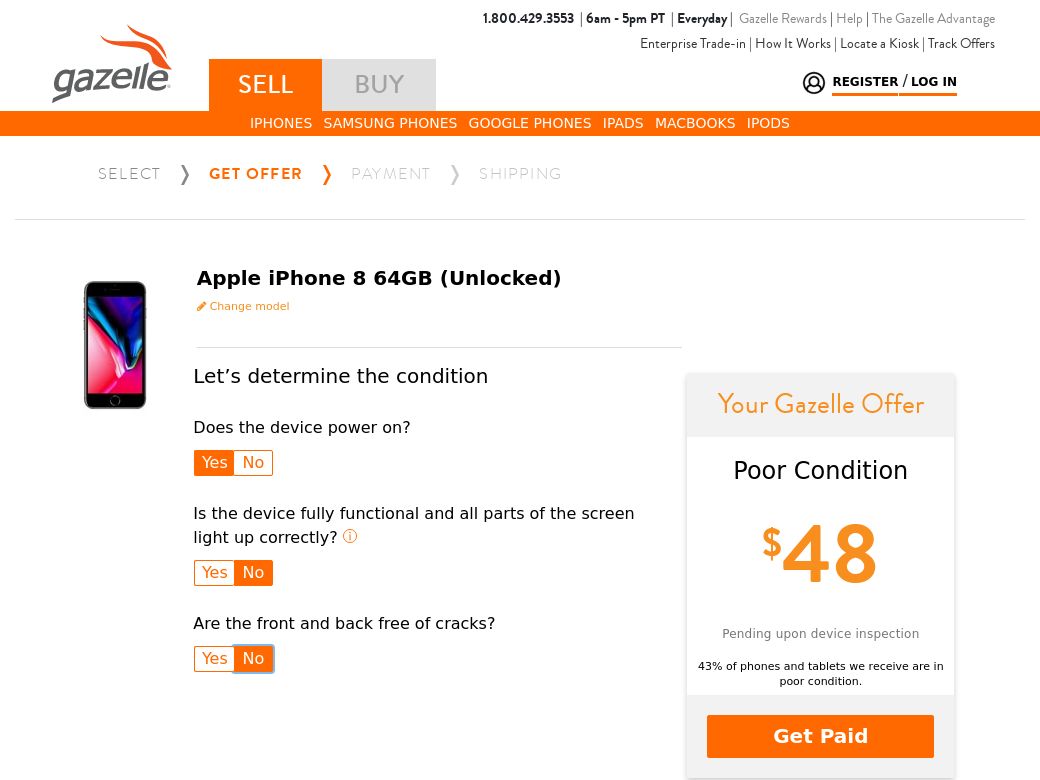 1.800.429.3553 | 6am - 5pm PT | Everyday | Gazelle Rewards | Help | The Gazelle Advantage
Enterprise Trade-in | How It Works | Locate a Kiosk | Track Offers
gazelle
SELL
BUY
REGISTER / LOG IN
IPHONES SAMSUNG PHONES GOOGLE PHONES IPADS MACBOOKS IPODS
SELECT ❭ GET OFFER ❭ PAYMENT ❭ SHIPPING
Apple iPhone 8 64GB (Unlocked)
Change model
Let’s determine the condition
Does the device power on?
Yes No
Is the device fully functional and all parts of the screen
light up correctly? ⓘ
Yes No
Are the front and back free of cracks?
Yes No
Your Gazelle Offer
Poor Condition
$48
Pending upon device inspection
43% of phones and tablets we receive are in
poor condition.
Get Paid